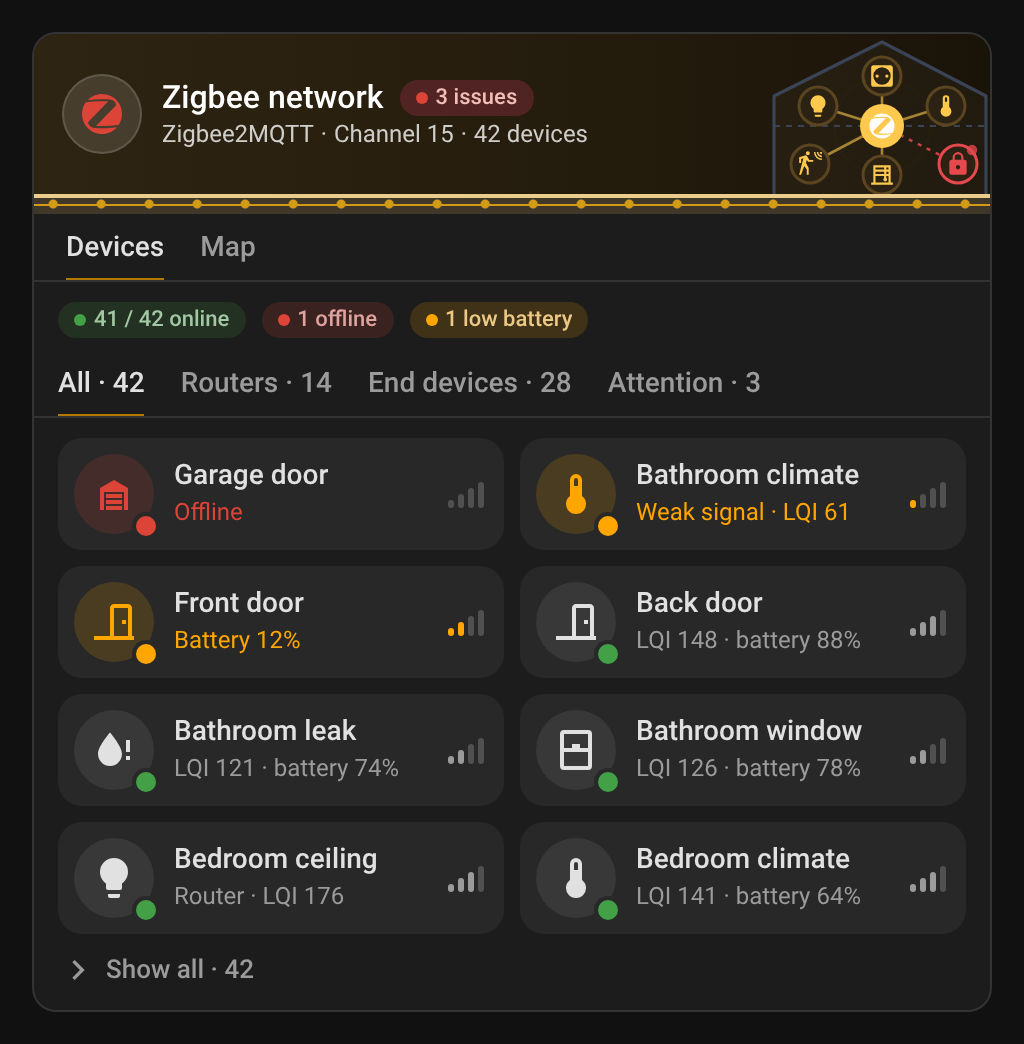 Zigbee network
3 issues
Zigbee2MQTT · Channel 15 · 42 devices
Devices
Map
41 / 42 online
1 offline
1 low battery
All · 42
Routers · 14
End devices · 28
Attention · 3
Garage door
Offline
Bathroom climate
Weak signal · LQI 61
Front door
Battery 12%
Back door
LQI 148 · battery 88%
Bathroom leak
LQI 121 · battery 74%
Bathroom window
LQI 126 · battery 78%
Bedroom ceiling
Router · LQI 176
Bedroom climate
LQI 141 · battery 64%
Show all · 42